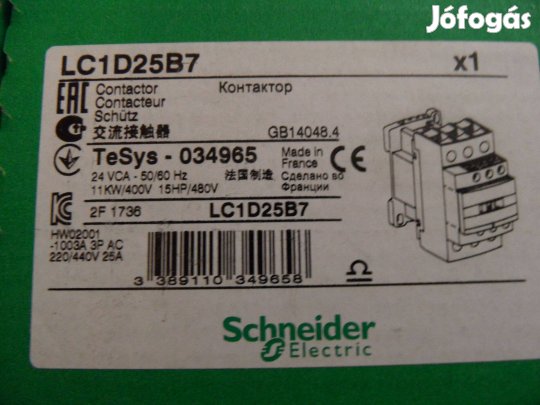 Jófogás
LC1D25B7 x1
EAC Contactor Контактор
Contacteur
Schütz
交流接触器 GB14048.4
TeSys - 034965 Made in France CE
24 VCA - 50/60 Hz 法国制造 Сделано во Франции
11KW/400V 15HP/480V
2F 1736 LC1D25B7
HW02001
-1003A 3P AC
220/440V 25A
3 389110 349658
Schneider
Electric